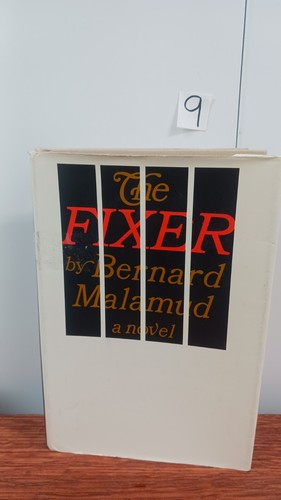 9
The
FIXER
by Bernard
Malamud
a novel